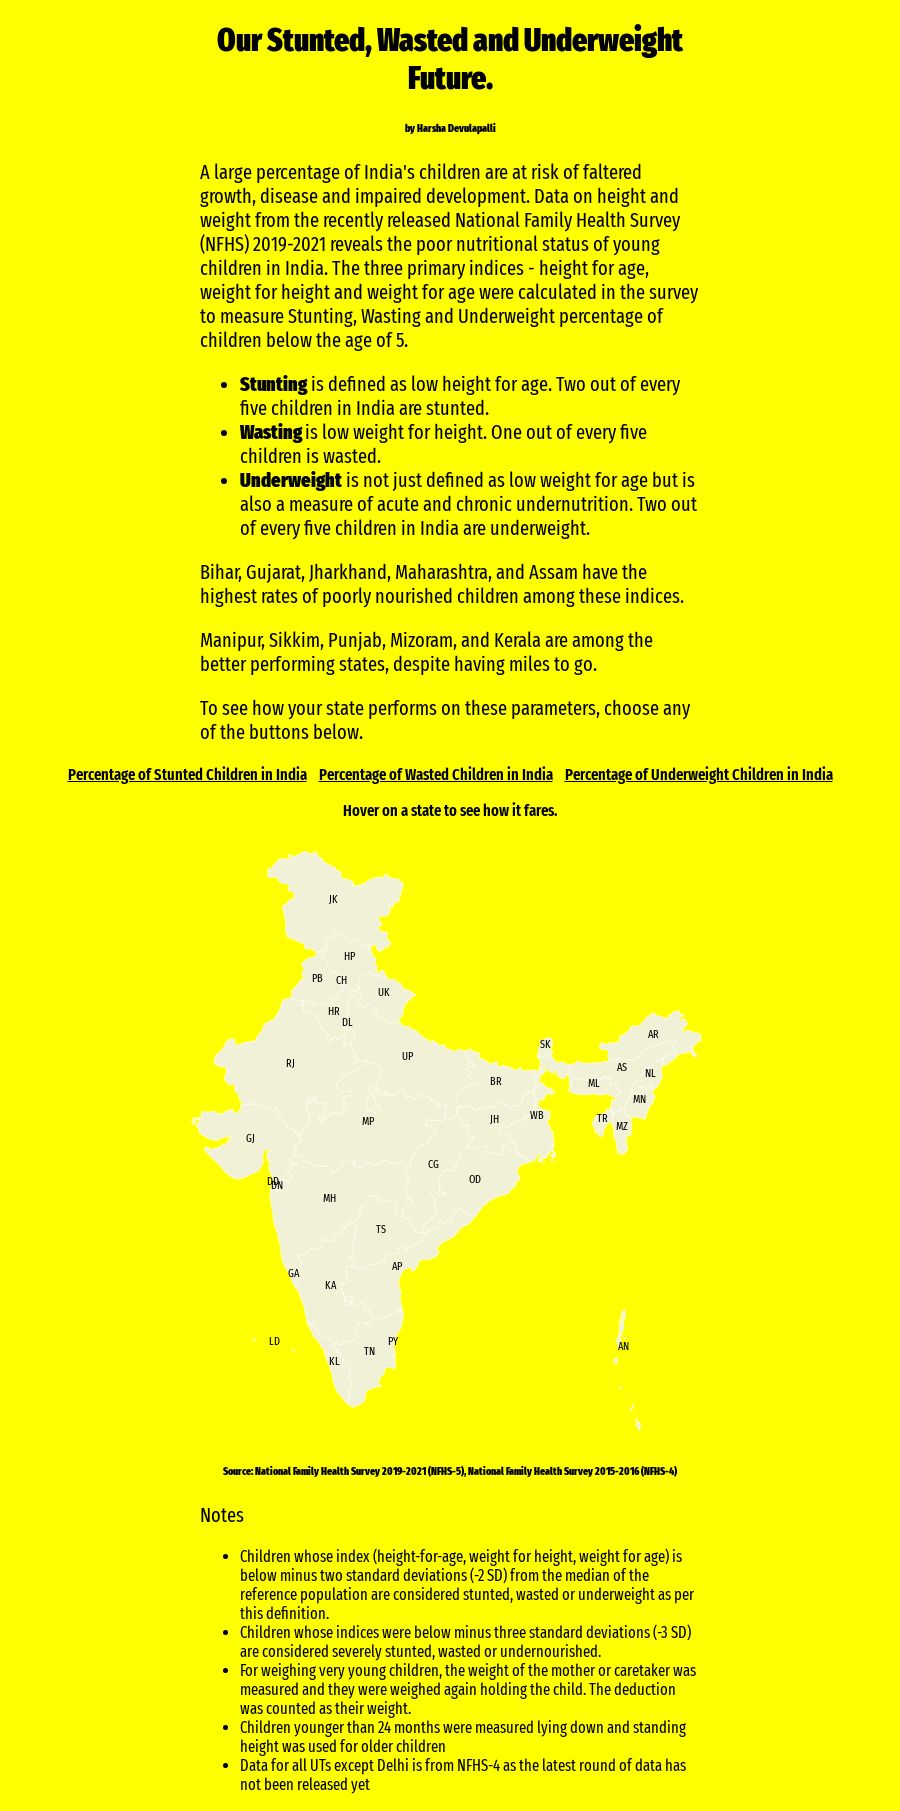 Our Stunted, Wasted and Underweight
Future.
by Harsha Devulapalli
A large percentage of India's children are at risk of faltered
growth, disease and impaired development. Data on height and
weight from the recently released National Family Health Survey
(NFHS) 2019-2021 reveals the poor nutritional status of young
children in India. The three primary indices - height for age,
weight for height and weight for age were calculated in the survey
to measure Stunting, Wasting and Underweight percentage of
children below the age of 5.
• Stunting is defined as low height for age. Two out of every
five children in India are stunted.
• Wasting is low weight for height. One out of every five
children is wasted.
• Underweight is not just defined as low weight for age but is
also a measure of acute and chronic undernutrition. Two out
of every five children in India are underweight.
Bihar, Gujarat, Jharkhand, Maharashtra, and Assam have the
highest rates of poorly nourished children among these indices.
Manipur, Sikkim, Punjab, Mizoram, and Kerala are among the
better performing states, despite having miles to go.
To see how your state performs on these parameters, choose any
of the buttons below.
Percentage of Stunted Children in India Percentage of Wasted Children in India Percentage of Underweight Children in India
Hover on a state to see how it fares.
JK
HP
PB
CH
UK
HR
DL
AR
SK
UP
RJ
AS
NL
BR
ML
MN
WB
TR
JH
MP
MZ
GJ
CG
OD
DD
DN
MH
TS
AP
GA
KA
LD
PY
AN
TN
KL
Source: National Family Health Survey 2019-2021 (NFHS-5), National Family Health Survey 2015-2016 (NFHS-4)
Notes
• Children whose index (height-for-age, weight for height, weight for age) is
below minus two standard deviations (-2 SD) from the median of the
reference population are considered stunted, wasted or underweight as per
this definition.
• Children whose indices were below minus three standard deviations (-3 SD)
are considered severely stunted, wasted or undernourished.
• For weighing very young children, the weight of the mother or caretaker was
measured and they were weighed again holding the child. The deduction
was counted as their weight.
• Children younger than 24 months were measured lying down and standing
height was used for older children
• Data for all UTs except Delhi is from NFHS-4 as the latest round of data has
not been released yet